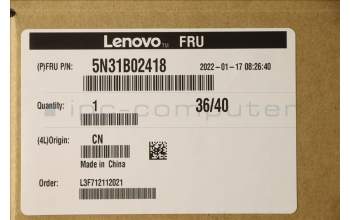 Lenovo™ FRU
(P)FRU P/N: 5N31B02418 2022-01-17 08:26:40
Quantity: 1 36/40
ipc-computer
(4L)Origin: CN
Made in China
Order: L3F712112021